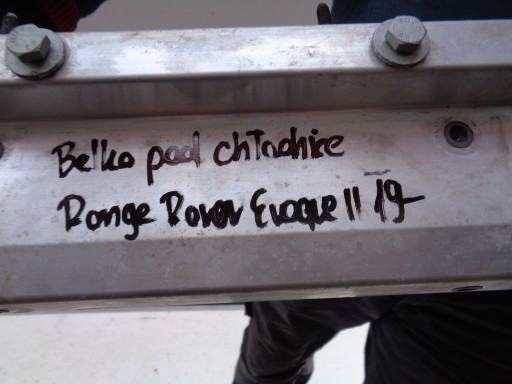 Belka pod chłodnice
Range Rover Evoque II 19-